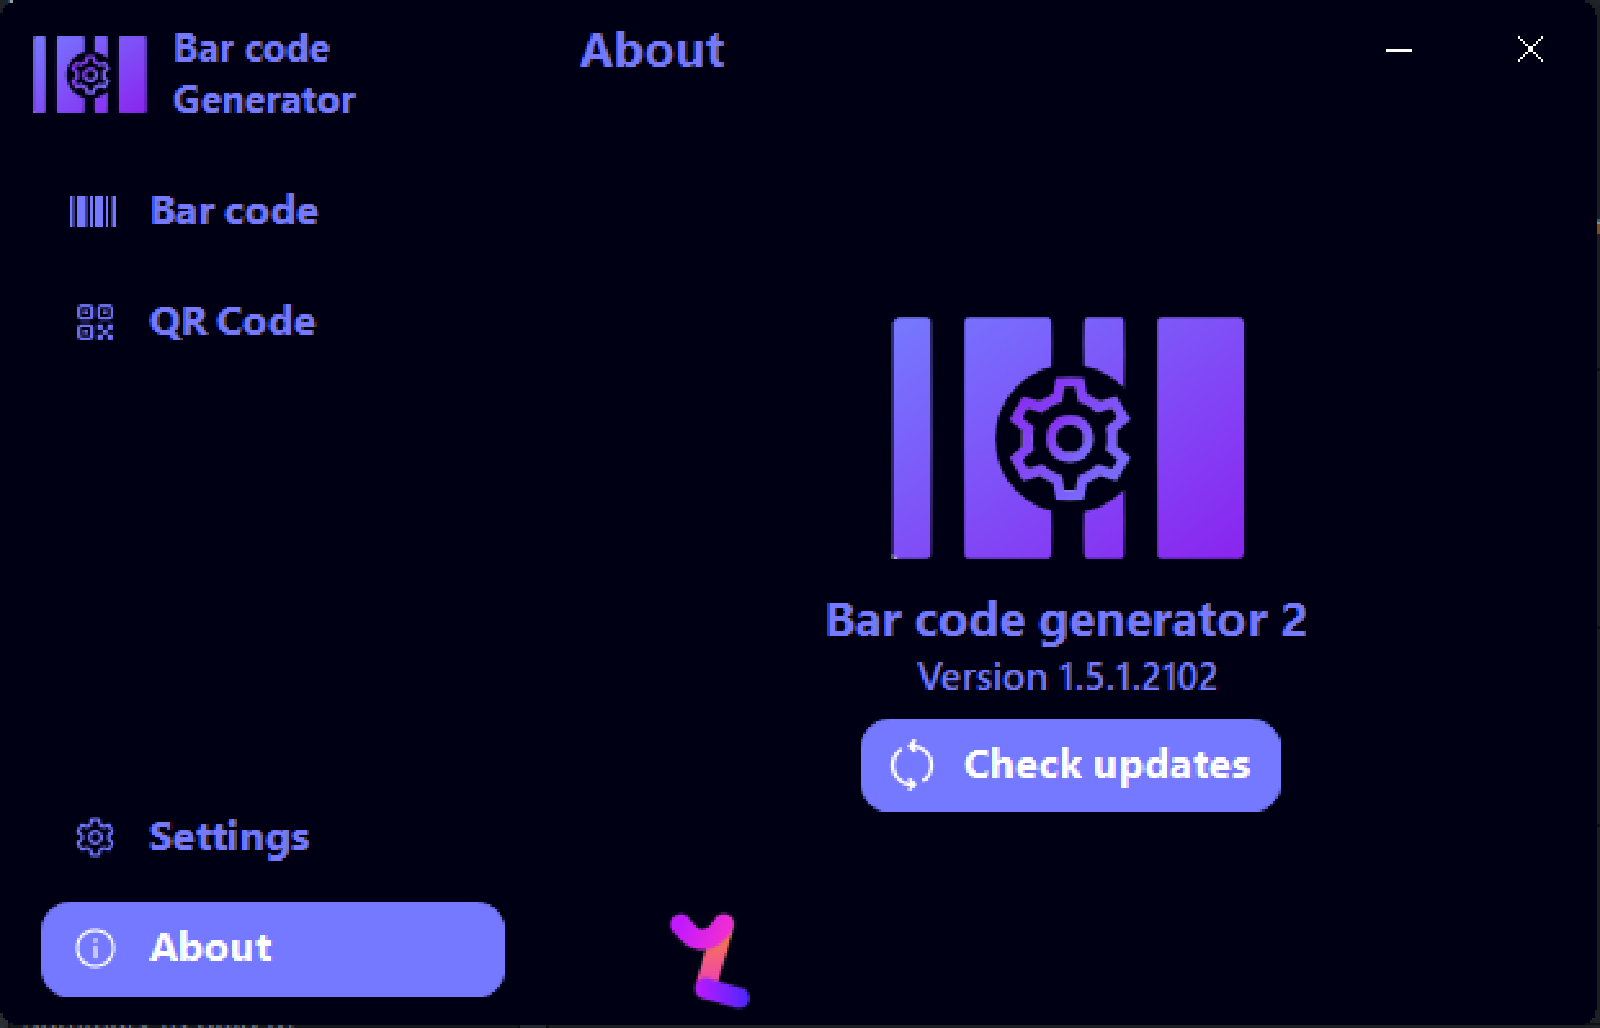 Bar code
Generator
About
Bar code
QR Code
Bar code generator 2
Version 1.5.1.2102
Check updates
Settings
About